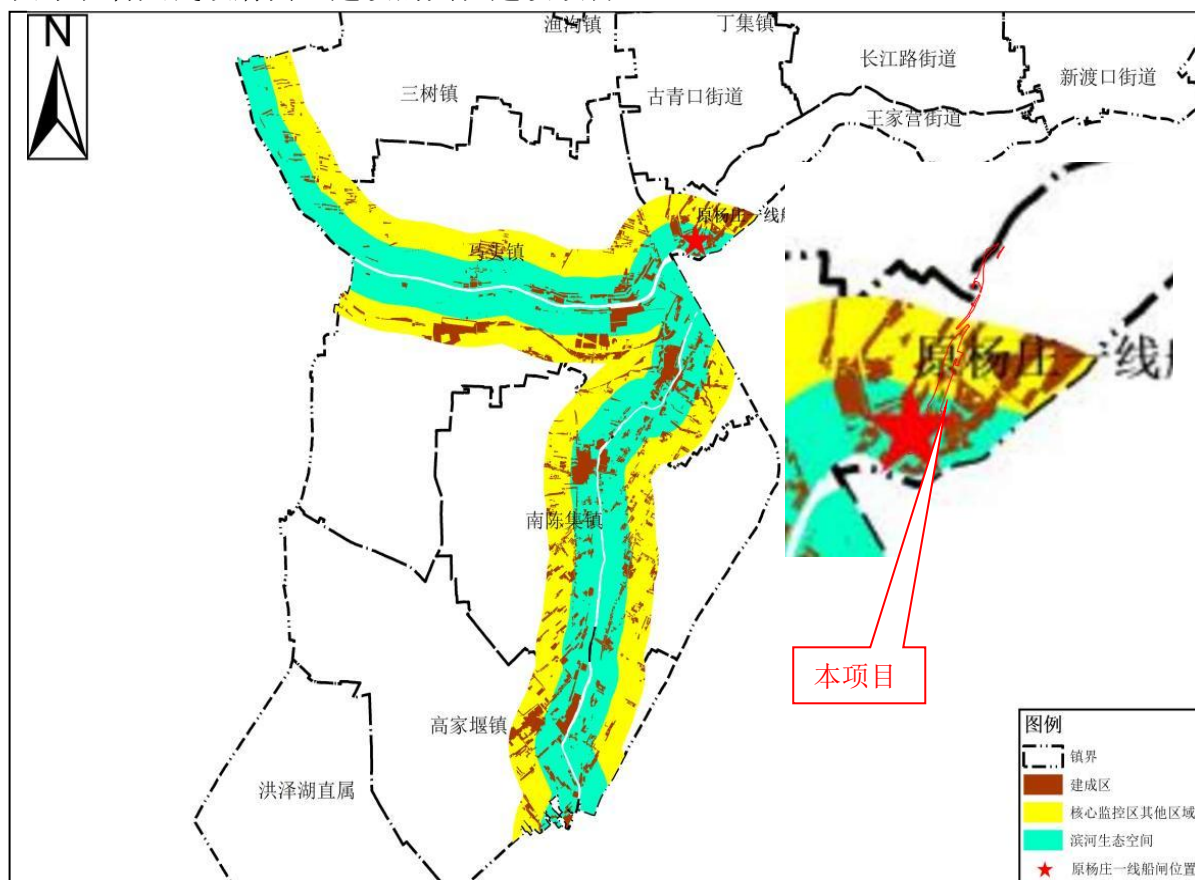 N
渔沟镇
丁集镇
长江路街道
新渡口街道
三树镇
古青口街道
王家营街道
原杨庄一线船
马头镇
原杨庄一线
南陈集镇
本项目
高家堰镇
洪泽湖直属
图例
镇界
建成区
核心监控区其他区域
滨河生态空间
原杨庄一线船闸位置